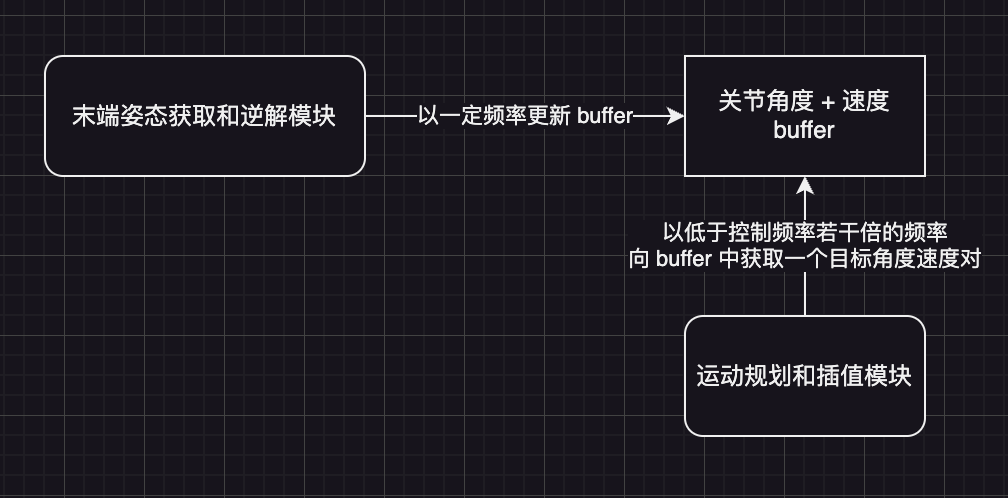 末端姿态获取和逆解模块
以一定频率更新 buffer
关节角度 + 速度
buffer
以低于控制频率若干倍的频率
向 buffer 中获取一个目标角度速度对
运动规划和插值模块